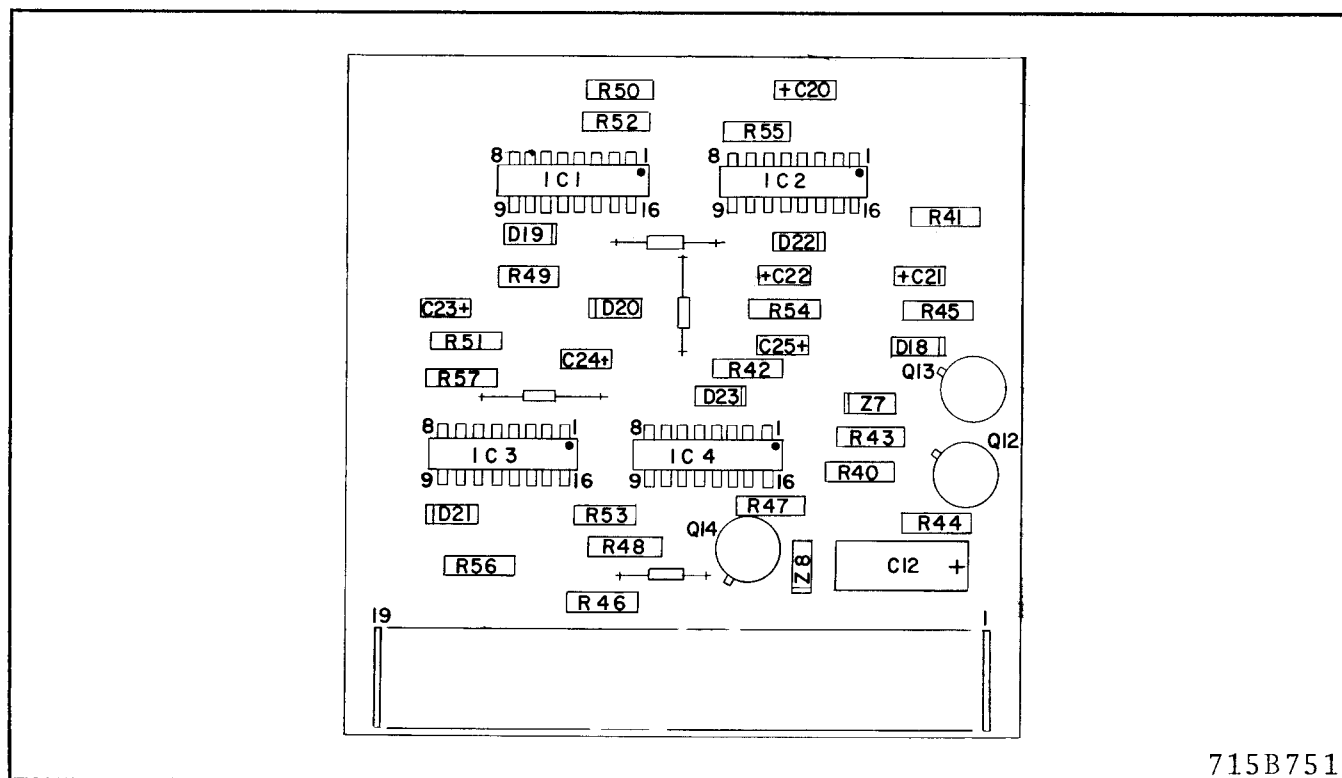 R50 +C20
R52
R55
8 1 8 1
IC1 IC2
9 16 9 16
R41
D19 D22
R49 +C22 +C21
C23+ D20 R54 R45
R51 C25+ D18
C24+ R42 Q13
R57
D23 Z7
8 1 8 1 R43 Q12
IC3 IC4
9 16 9 16 R40
R47
D21 R53 R44
Q14
R48
R56 Z8 C12 +
R46
19 1
715B751